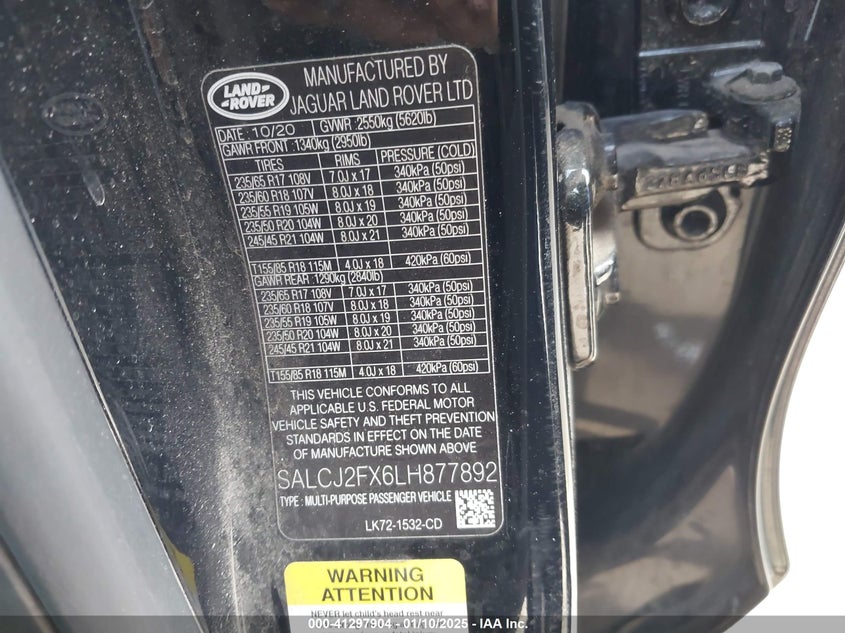 LAND ROVER
MANUFACTURED BY
JAGUAR LAND ROVER LTD
DATE: 10/20 GVWR: 2550kg (5620lb)
GAWR FRONT: 1340kg (2950lb)
TIRES RIMS PRESSURE (COLD)
235/65 R17 108V 7.0J x 17 340kPa (50psi)
235/60 R18 107V 8.0J x 18 340kPa (50psi)
235/55 R19 105W 8.0J x 19 340kPa (50psi)
235/50 R20 104W 8.0J x 20 340kPa (50psi)
245/45 R21 104W 8.0J x 21 340kPa (50psi)
T155/85 R18 115M 4.0J x 18 420kPa (60psi)
GAWR REAR: 1290kg (2840lb)
235/65 R17 108V 7.0J x 17 340kPa (50psi)
235/60 R18 107V 8.0J x 18 340kPa (50psi)
235/55 R19 105W 8.0J x 19 340kPa (50psi)
235/50 R20 104W 8.0J x 20 340kPa (50psi)
245/45 R21 104W 8.0J x 21 340kPa (50psi)
T155/85 R18 115M 4.0J x 18 420kPa (60psi)
THIS VEHICLE CONFORMS TO ALL
APPLICABLE U.S. FEDERAL MOTOR
VEHICLE SAFETY AND THEFT PREVENTION
STANDARDS IN EFFECT ON THE DATE
OF MANUFACTURE SHOWN ABOVE
SALCJ2FX6LH877892
TYPE : MULTI-PURPOSE PASSENGER VEHICLE
LK72-1532-CD
WARNING
ATTENTION
NEVER let child's head rest near
000-41297904 - 01/10/2025 - IAA Inc.